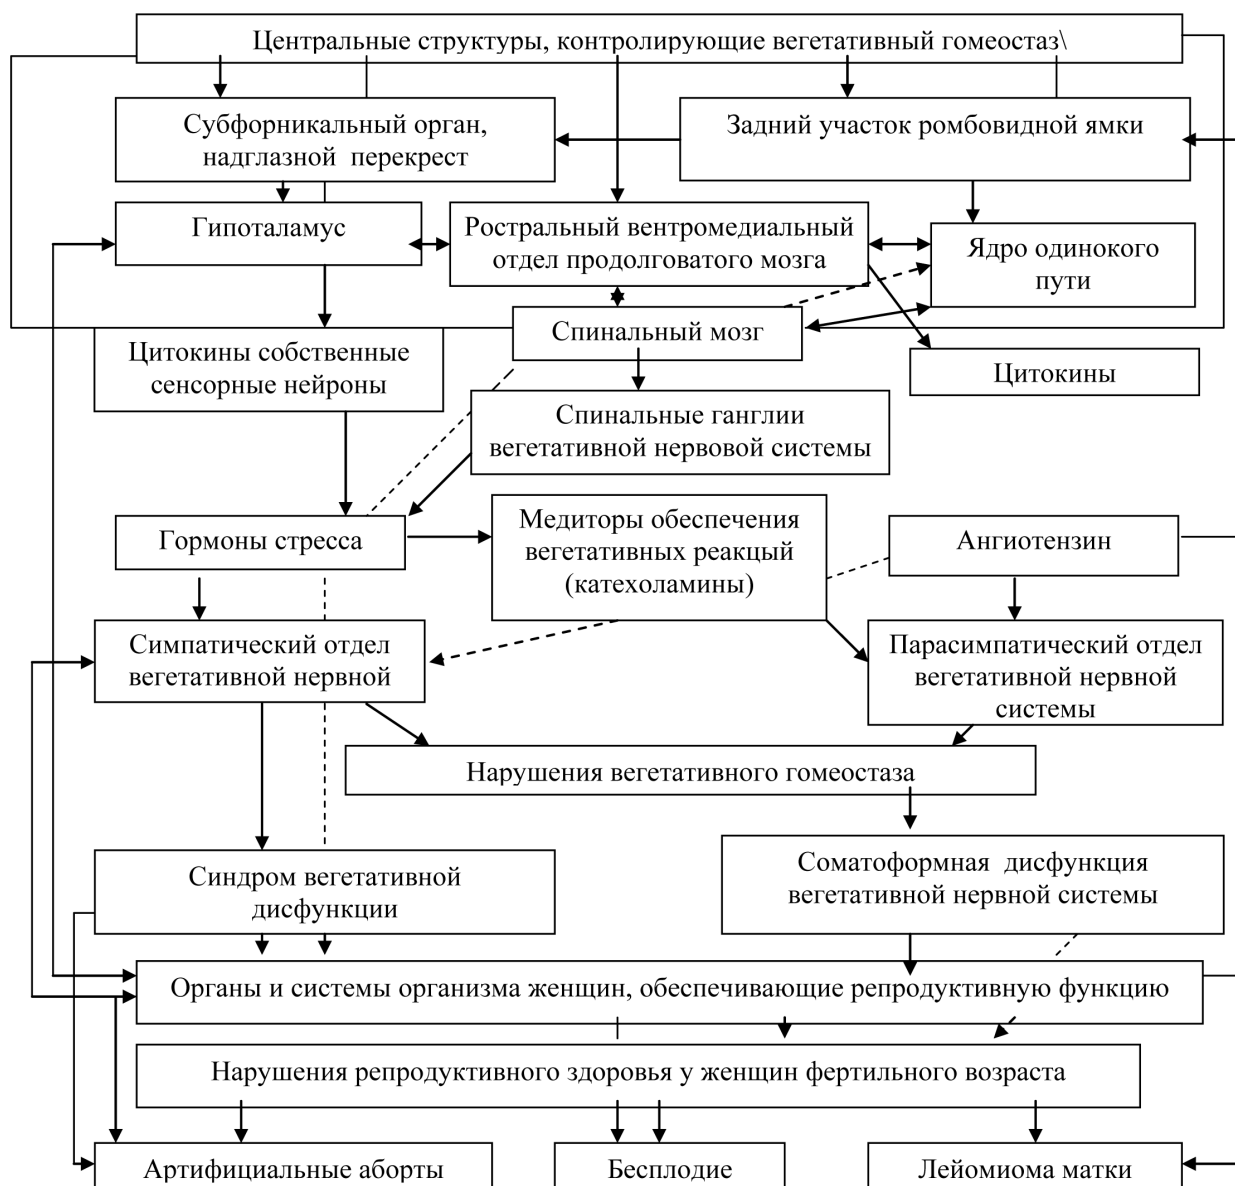 Центральные структуры, контролирующие вегетативный гомеостаз\
Субфорникальный орган,
надглазной перекрест
Задний участок ромбовидной ямки
Гипоталамус
Ростральный вентромедиальный
отдел продолговатого мозга
Ядро одинокого
пути
Спинальный мозг
Цитокины собственные
сенсорные нейроны
Цитокины
Спинальные ганглии
вегетативной нервовой системы
Гормоны стресса
Медиторы обеспечения
вегетативных реакцый
(катехоламины)
Ангиотензин
Симпатический отдел
вегетативной нервной
Парасимпатический отдел
вегетативной нервной
системы
Нарушения вегетативного гомеостаза
Синдром вегетативной
дисфункции
Соматоформная дисфункция
вегетативной нервной системы
Органы и системы организма женщин, обеспечивающие репродуктивную функцию
Нарушения репродуктивного здоровья у женщин фертильного возраста
Артифициальные аборты
Бесплодие
Лейомиома матки